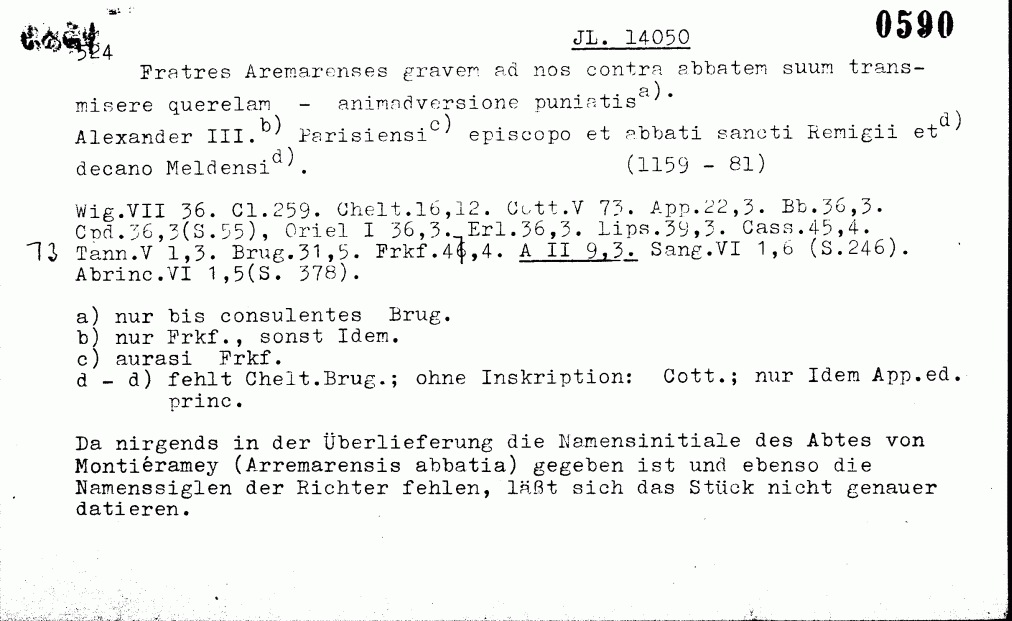 0590
JL. 14050
524
Fratres Aremarenses gravem ad nos contra abbatem suum trans-
misere querelam - animadversione puniatis a).
Alexander III. b) Parisiensi c) episcopo et abbati sancti Remigii et d)
decano Meldensi d). (1159 - 81)
Wig.VII 36. Cl.259. Chelt.16,12. Cott.V 73. App.22,3. Bb.36,3.
Cpd.36,3(S.55), Oriel I 36,3. Erl.36,3. Lips.39,3. Cass.45,4.
73 Tann.V 1,3. Brug.31,5. Frkf.46,4. A II 9,3. Sang.VI 1,6 (S.246).
Abrinc.VI 1,5(S. 378).
a) nur bis consulentes Brug.
b) nur Frkf., sonst Idem.
c) aurasi Frkf.
d - d) fehlt Chelt.Brug.; ohne Inskription: Cott.; nur Idem App.ed.
princ.
Da nirgends in der Überlieferung die Namensinitiale des Abtes von
Montiéramey (Arremarensis abbatia) gegeben ist und ebenso die
Namenssiglen der Richter fehlen, läßt sich das Stück nicht genauer
datieren.